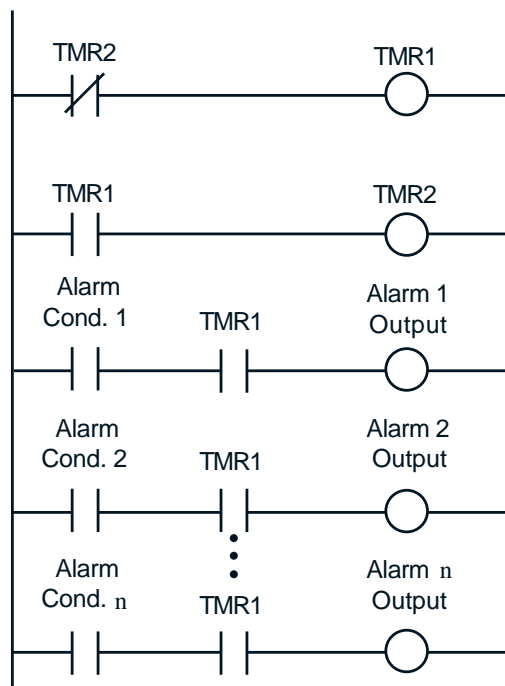 TMR2 TMR1
TMR1 TMR2
Alarm Cond. 1
TMR1
Alarm 1 Output
Alarm Cond. 2
TMR1
Alarm 2 Output
Alarm Cond. n
TMR1
Alarm n Output